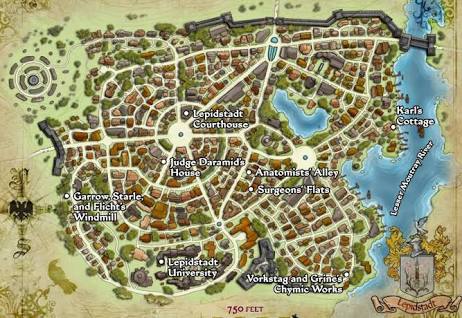 Lepidstadt
Courthouse
Karl's
Cottage
Judge Daramid's
House
Anatomists' Alley
Surgeons' Flats
Lesser Moutray River
Garrow, Starle,
and Flicht's
Windmill
Lepidstadt
University
Vorkstag and Grine's
Chymic Works
Lepidstadt
750 FEET